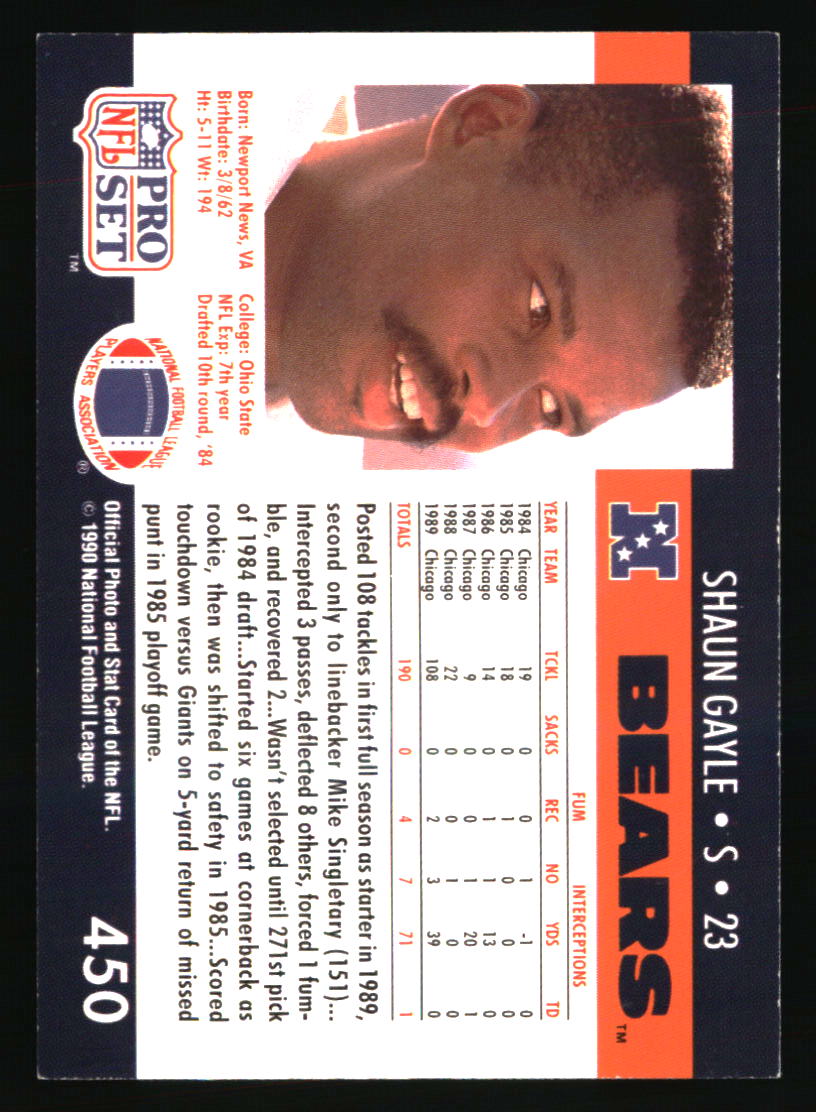 SHAUN GAYLE • S • 23
BEARS™
N
Born: Newport News, VA
Birthdate: 3/8/62
Ht: 5-11 Wt: 194
College: Ohio State
NFL Exp: 7th year
Drafted 10th round, '84
FUM INTERCEPTIONS
YEAR TEAM TCKL SACKS REC NO YDS TD
1984 Chicago 19 0 0 1 -1 0
1985 Chicago 18 0 1 0 0 0
1986 Chicago 14 0 1 1 13 0
1987 Chicago 9 0 0 1 20 1
1988 Chicago 22 0 0 1 0 0
1989 Chicago 108 0 2 3 39 0
TOTALS 190 0 4 7 71 1
Posted 108 tackles in first full season as starter in 1989,
second only to linebacker Mike Singletary (151)...
Intercepted 3 passes, deflected 8 others, forced 1 fum-
ble, and recovered 2...Wasn't selected until 271st pick
of 1984 draft...Started six games at cornerback as
rookie, then was shifted to safety in 1985...Scored
touchdown versus Giants on 5-yard return of missed
punt in 1985 playoff game.
NFL
PRO
SET™
NATIONAL FOOTBALL LEAGUE
PLAYERS ASSOCIATION®
Official Photo and Stat Card of the NFL.
© 1990 National Football League.
450